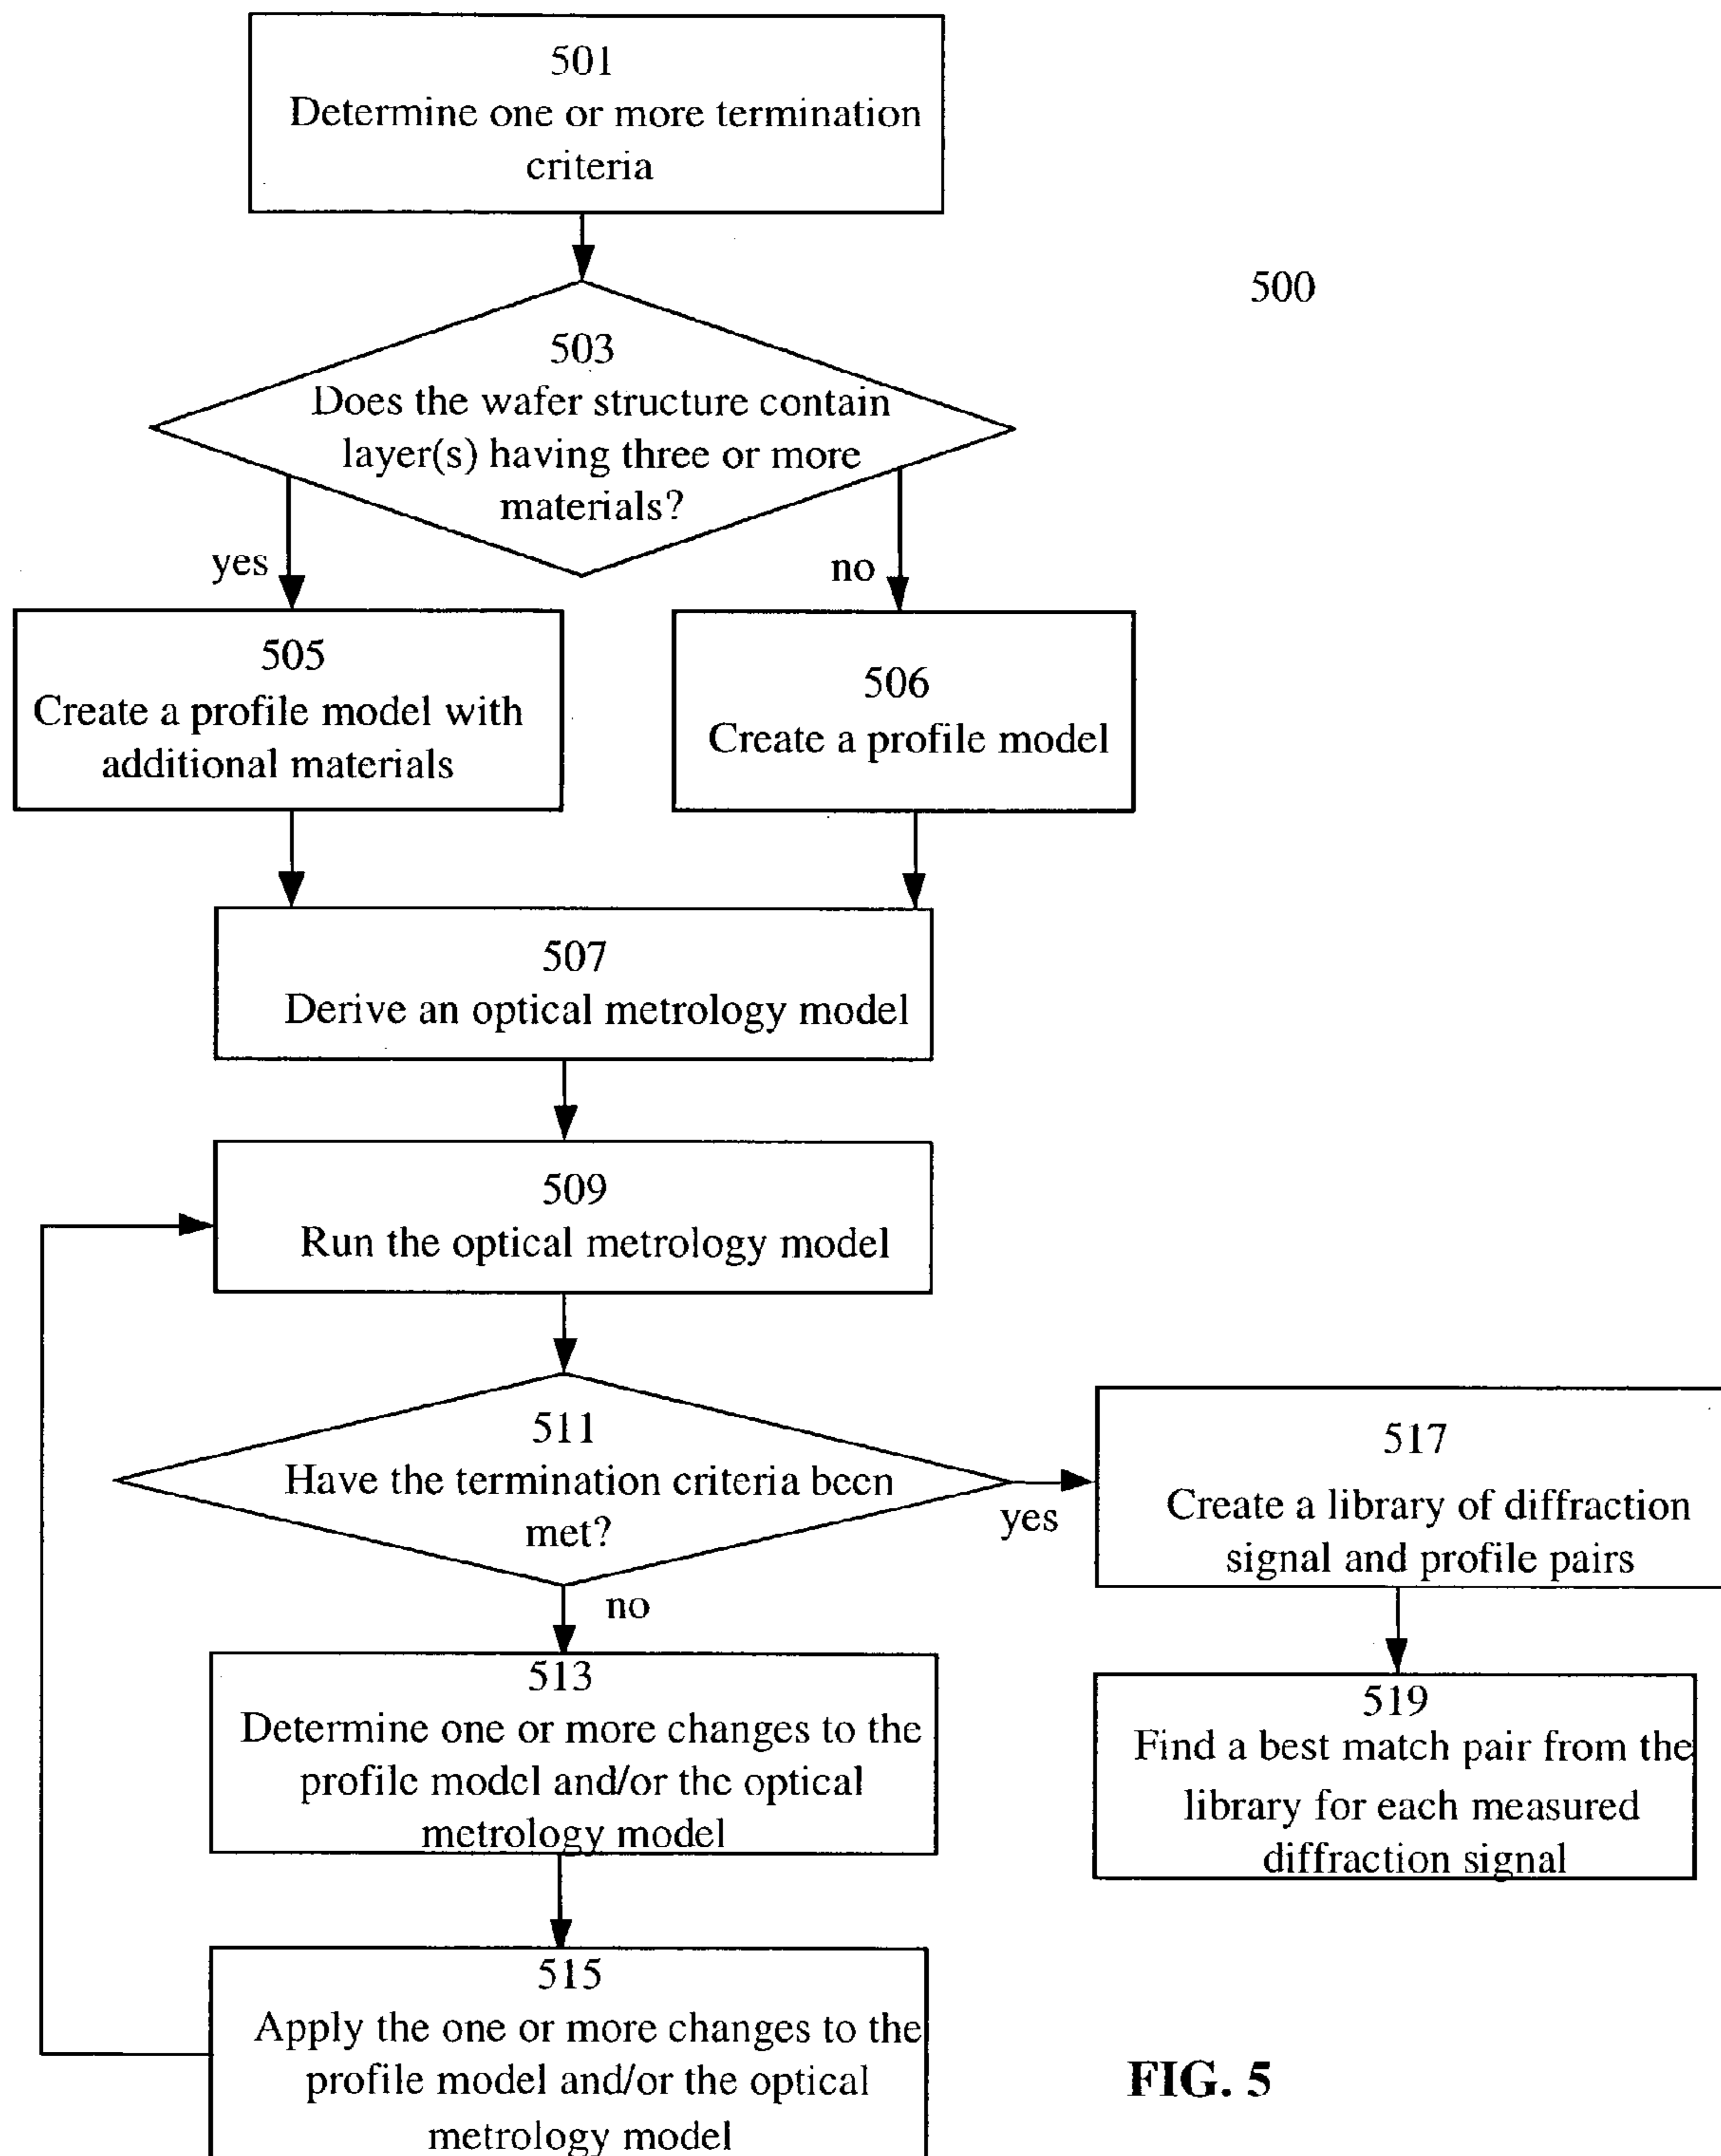 501
Determine one or more termination
criteria
500
503
Does the wafer structure contain
layer(s) having three or more
materials?
yes
no
505
Create a profile model with
additional materials
506
Create a profile model
507
Derive an optical metrology model
509
Run the optical metrology model
511
Have the termination criteria been
met?
yes
no
517
Create a library of diffraction
signal and profile pairs
513
Determine one or more changes to the
profile model and/or the optical
metrology model
519
Find a best match pair from the
library for each measured
diffraction signal
515
Apply the one or more changes to the
profile model and/or the optical
metrology model
FIG. 5